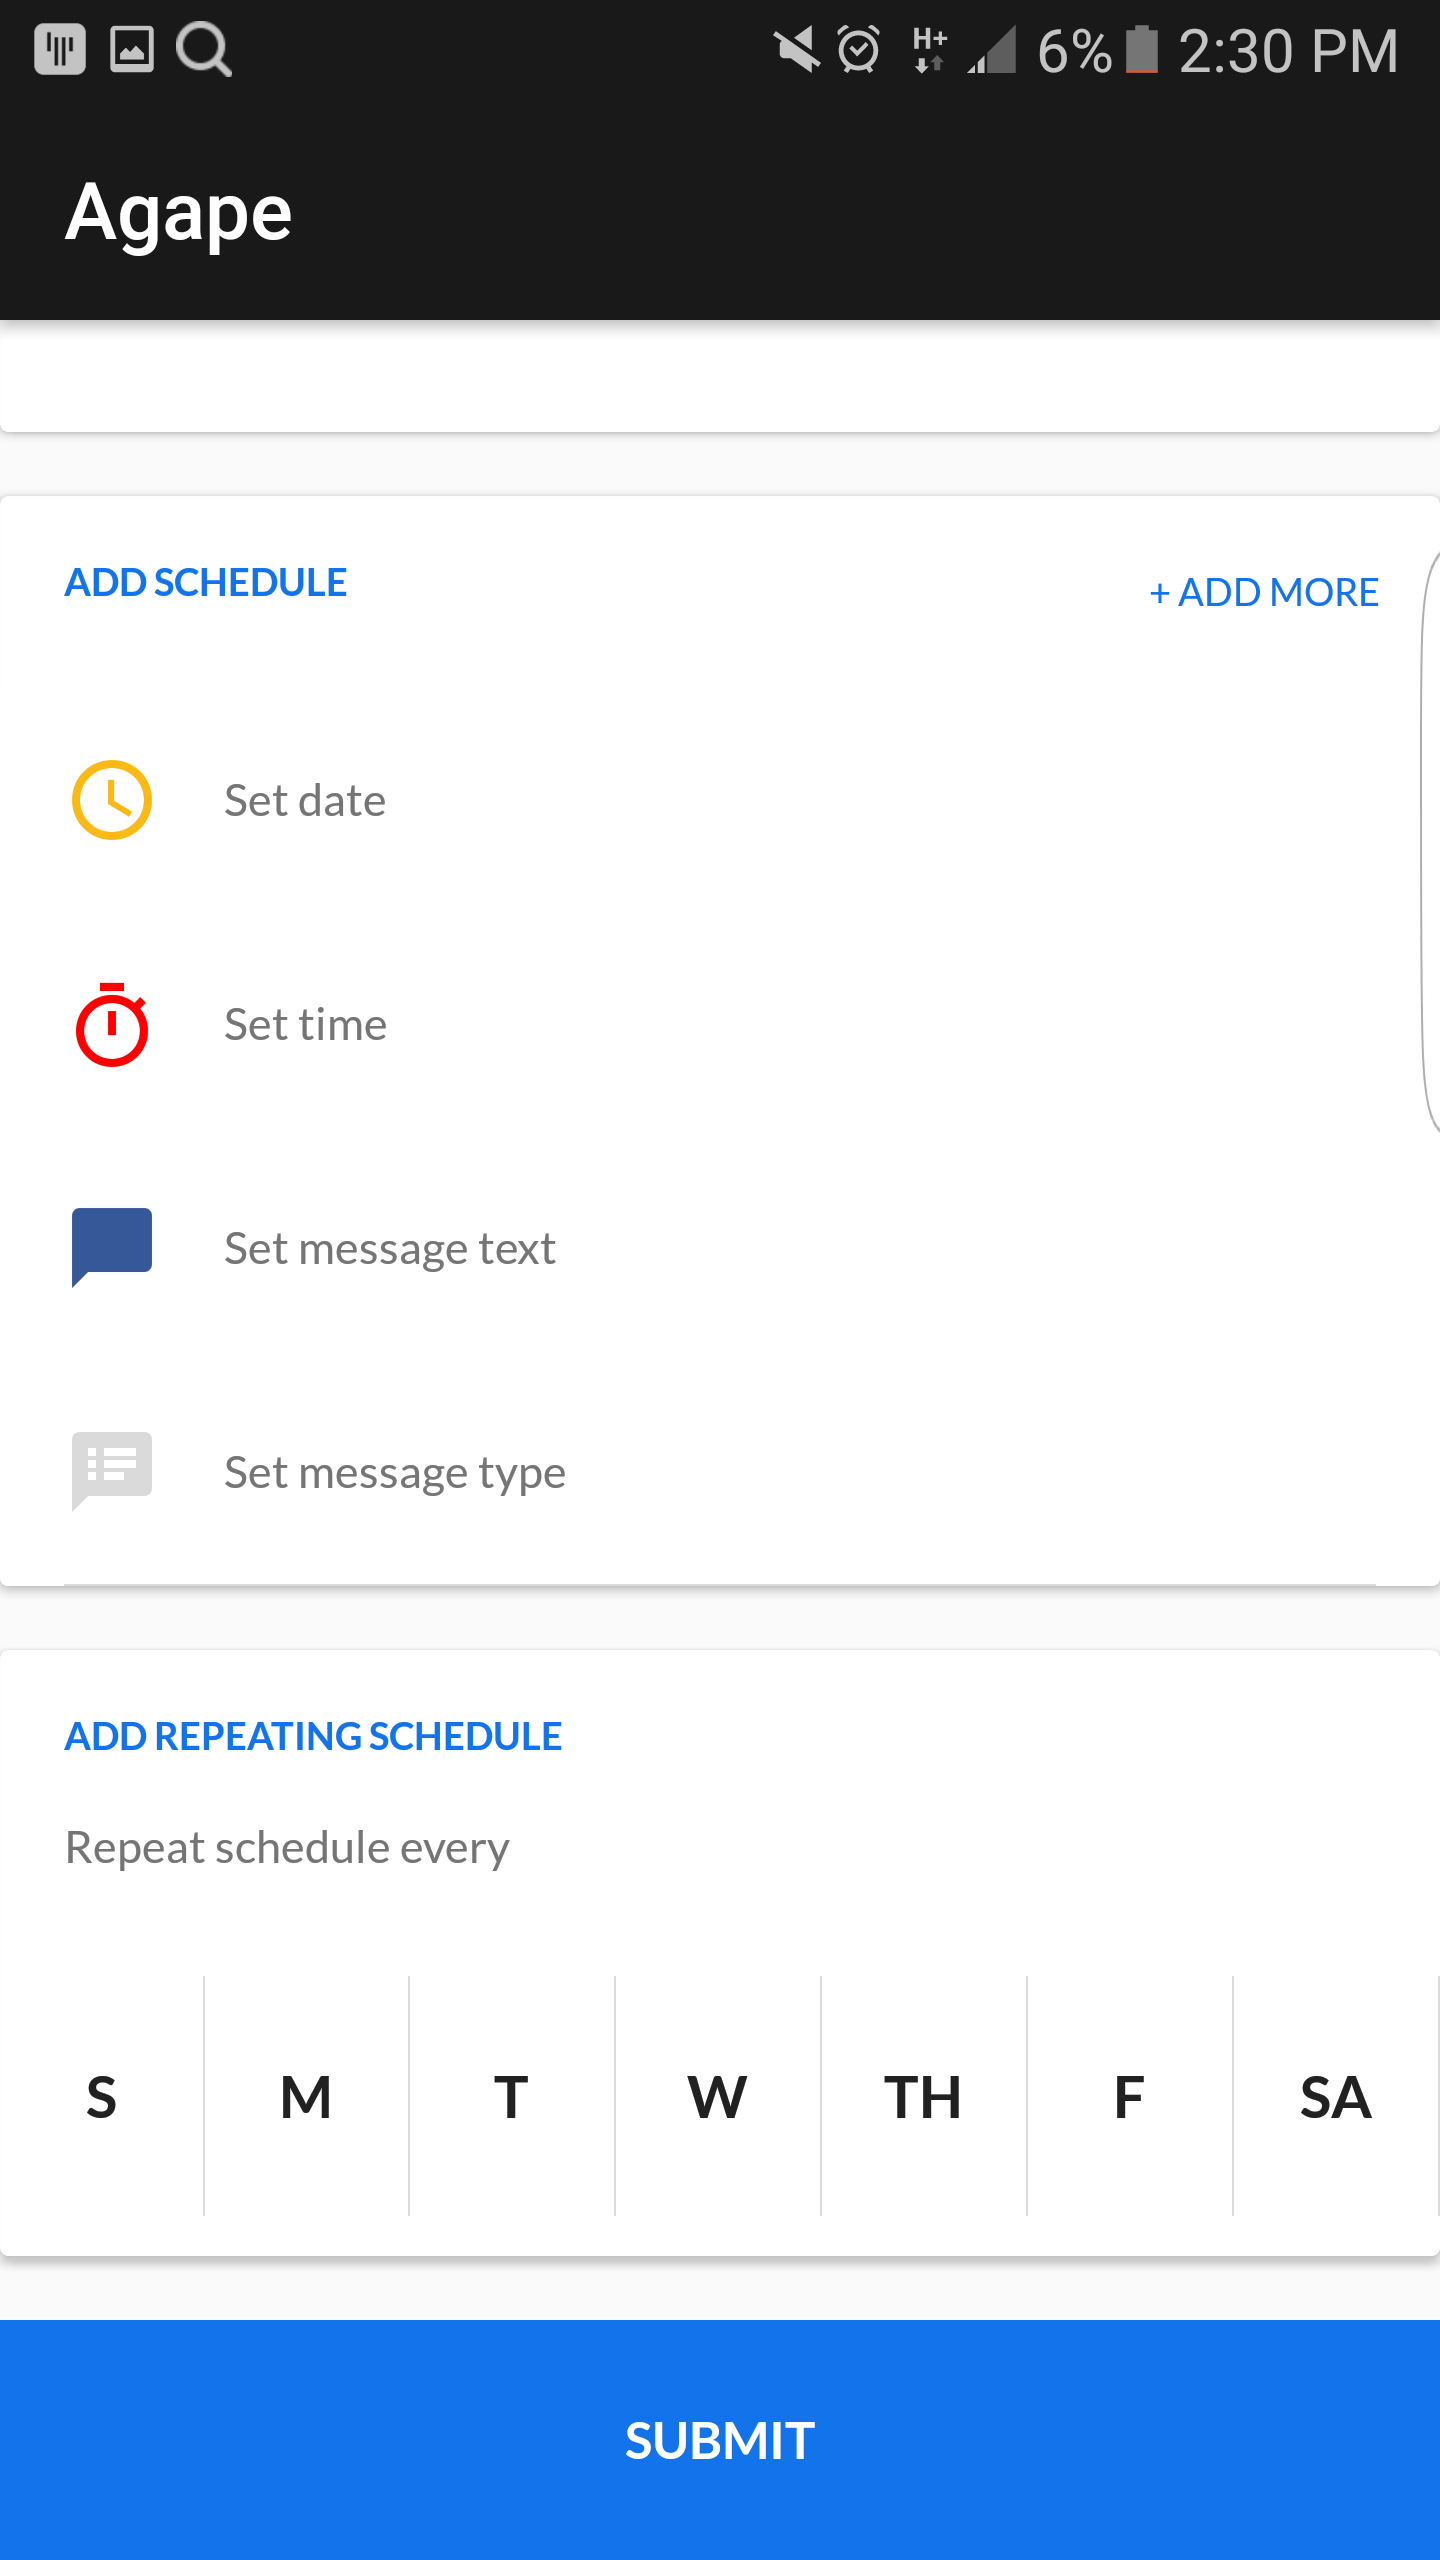 H+ 6% 2:30 PM
Agape
ADD SCHEDULE
+ ADD MORE
Set date
Set time
Set message text
Set message type
ADD REPEATING SCHEDULE
Repeat schedule every
S M T W TH F SA
SUBMIT